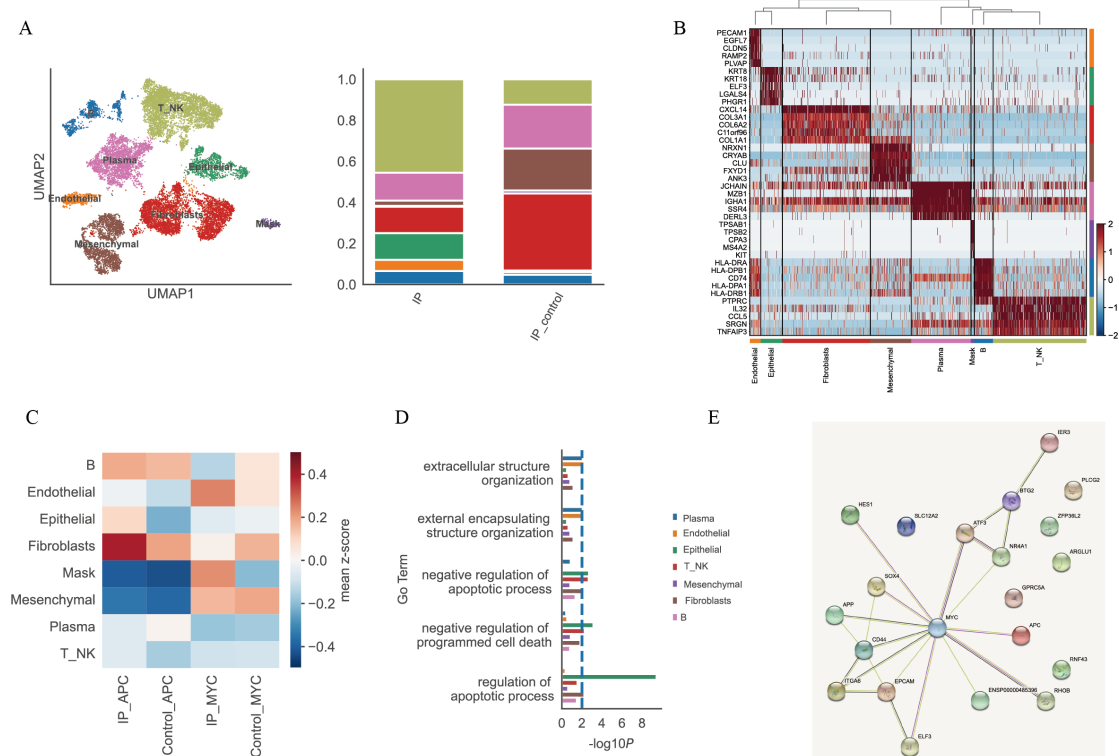 A
UMAP2
B
T_NK
Plasma
Epithelial
Endothelial
Fibroblasts
Mask
Mesenchymal
UMAP1
1.0
0.8
0.6
0.4
0.2
0.0
IP
IP_control
B
PECAM1
EGFL7
CLDN5
RAMP2
PLVAP
KRT8
KRT18
ELF3
LGALS4
PHGR1
CXCL14
COL3A1
COL6A2
C11orf96
COL1A1
NRXN1
CRYAB
CLU
FXYD1
ANK3
JCHAIN
MZB1
IGHA1
SSR4
DERL3
TPSAB1
TPSB2
CPA3
MS4A2
KIT
HLA-DRA
HLA-DPB1
CD74
HLA-DPA1
HLA-DRB1
PTPRC
IL32
CCL5
SRGN
TNFAIP3
2
1
0
−1
−2
Endothelial
Epithelial
Fibroblasts
Mesenchymal
Plasma
Mask
B
T_NK
C
B
Endothelial
Epithelial
Fibroblasts
Mask
Mesenchymal
Plasma
T_NK
IP_APC
Control_APC
IP_MYC
Control_MYC
0.4
0.2
0.0
−0.2
−0.4
mean z-score
D
Go Term
extracellular structure
organization
external encapsulating
structure organization
negative regulation of
apoptotic process
negative regulation of
programmed cell death
regulation of
apoptotic process
0 2 4 6 8
-log10P
Plasma
Endothelial
Epithelial
T_NK
Mesenchymal
Fibroblasts
B
E
IER3
PLCG2
BTG2
HES1
SLC12A2
ATF3
ZFP36L2
NR4A1
ARGLU1
SOX4
GPRC5A
APP
MYC
APC
CD44
RNF43
ITGA6
EPCAM
ENSP00000465396
RHOB
ELF3